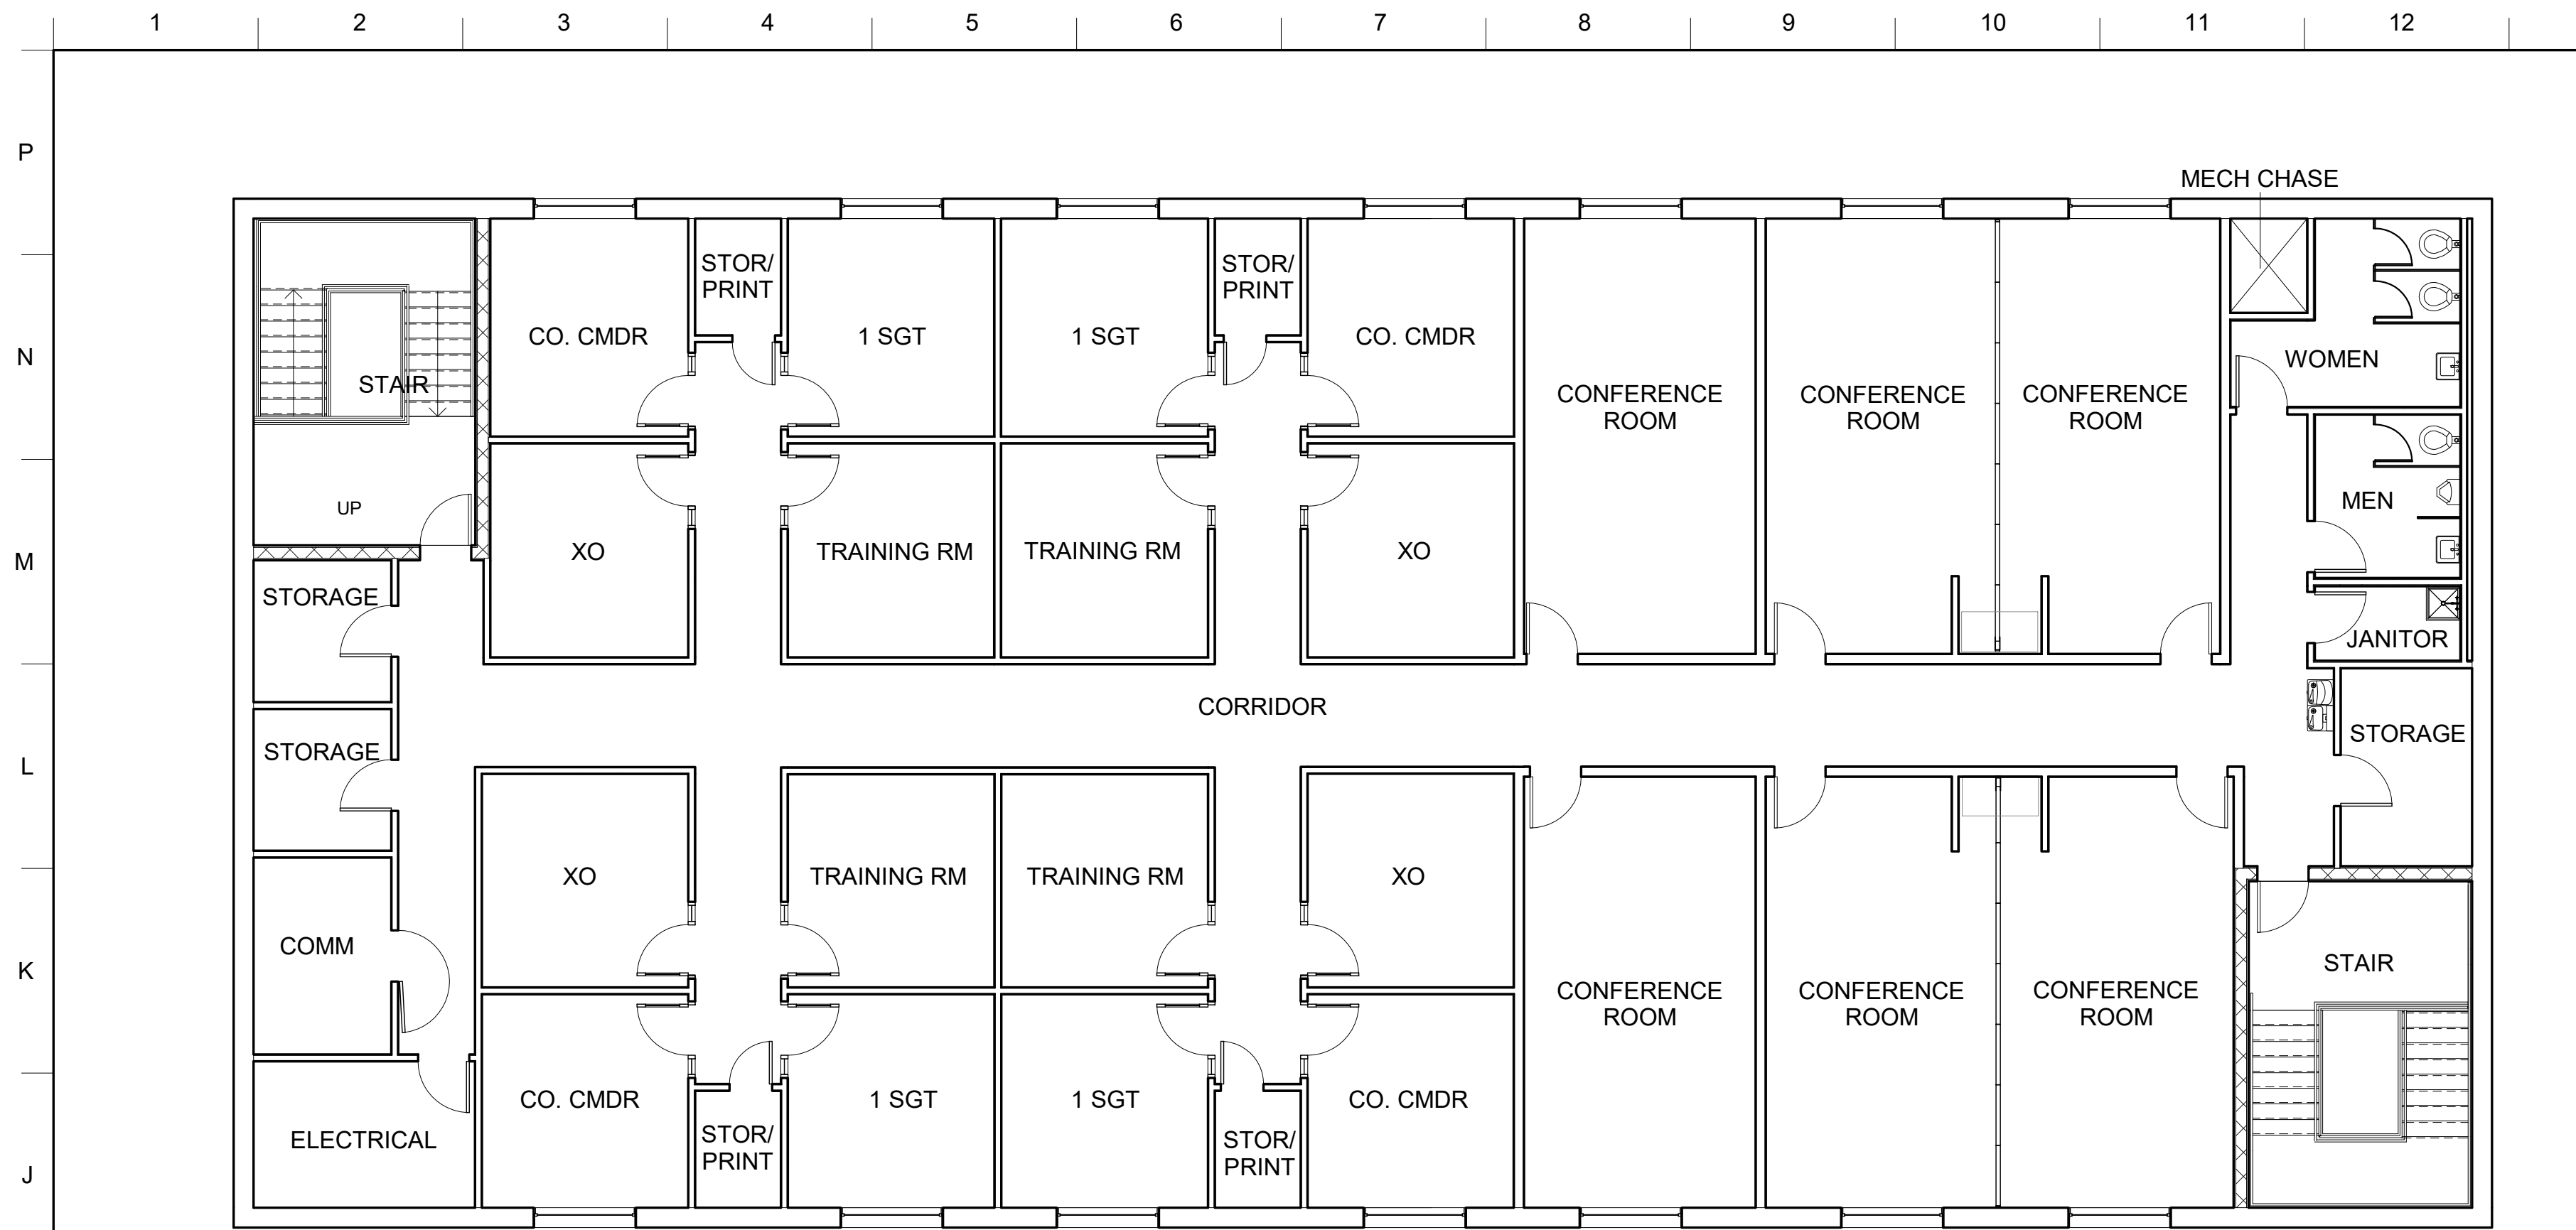 1 2 3 4 5 6 7 8 9 10 11 12
P
MECH CHASE
STOR/
PRINT
STOR/
PRINT
CO. CMDR
1 SGT
1 SGT
CO. CMDR
N
WOMEN
STAIR
CONFERENCE
ROOM
CONFERENCE
ROOM
CONFERENCE
ROOM
MEN
UP
XO
TRAINING RM
TRAINING RM
XO
M
STORAGE
JANITOR
CORRIDOR
STORAGE
STORAGE
L
XO
TRAINING RM
TRAINING RM
XO
COMM
STAIR
K
CONFERENCE
ROOM
CONFERENCE
ROOM
CONFERENCE
ROOM
CO. CMDR
1 SGT
1 SGT
CO. CMDR
ELECTRICAL
STOR/
PRINT
STOR/
PRINT
J